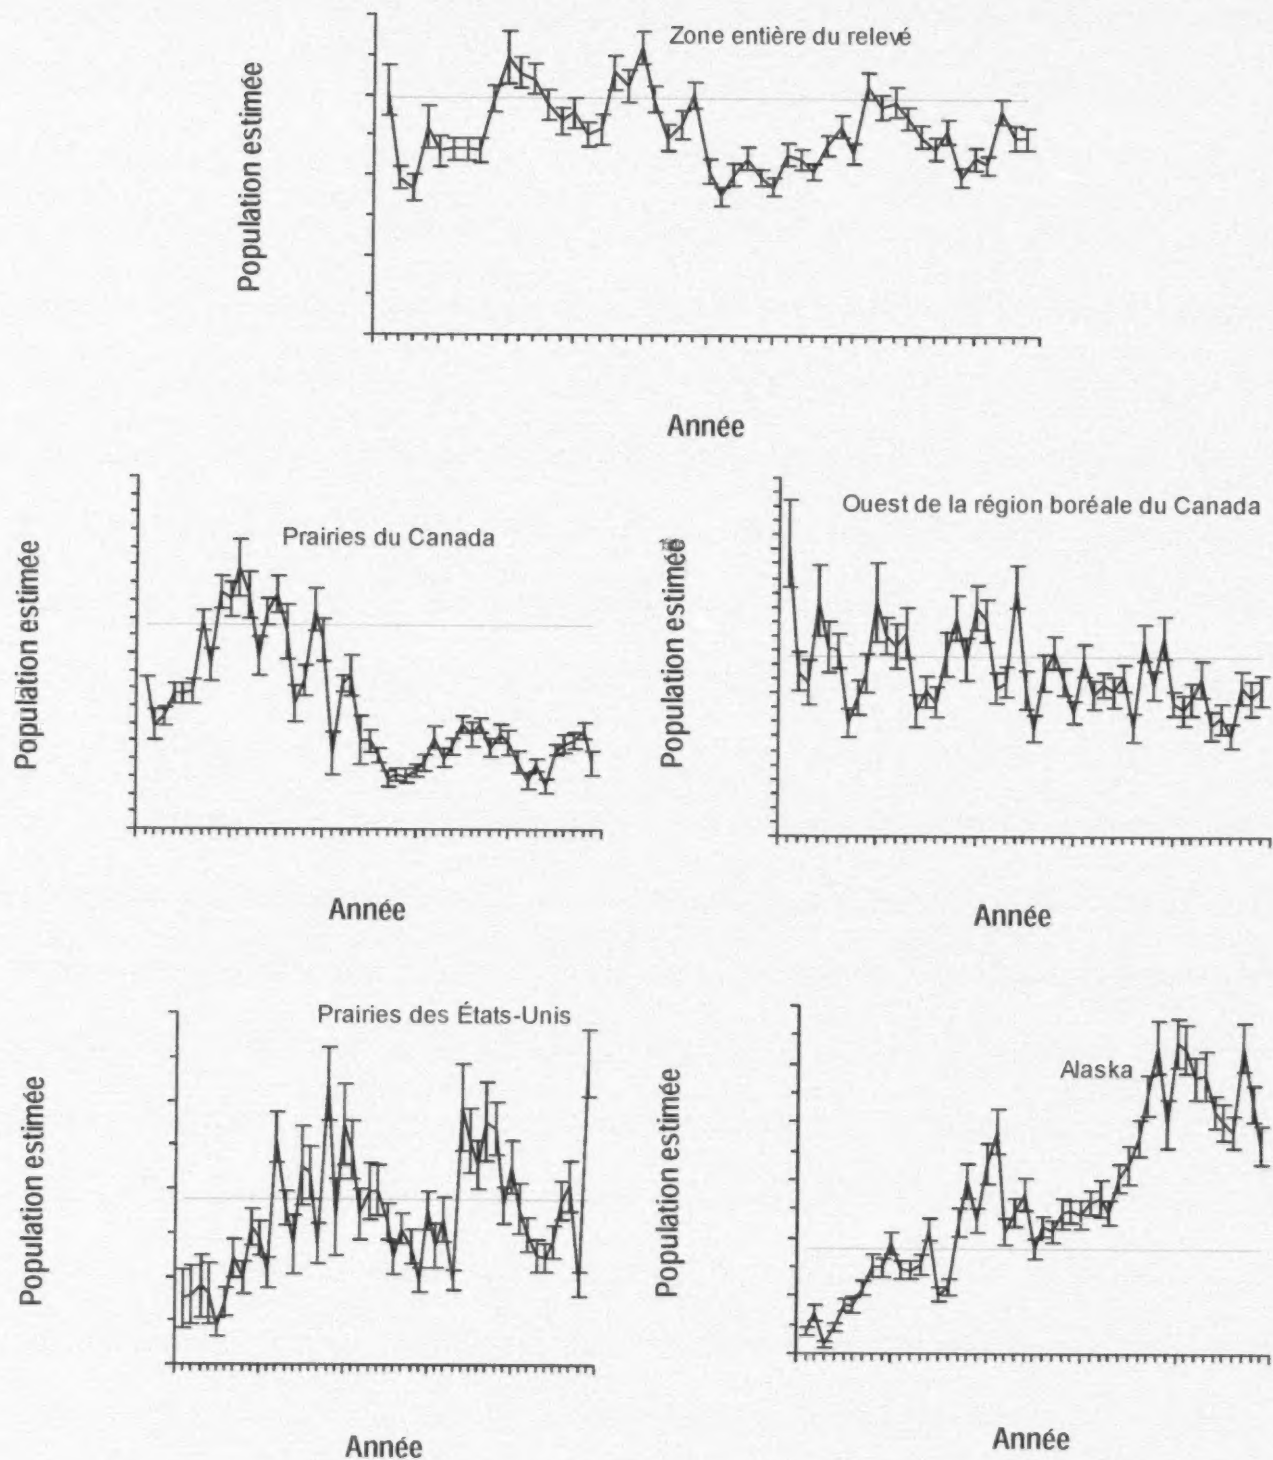 Zone entière du relevé
Population estimée
Année
Prairies du Canada
Population estimée
Année
Ouest de la région boréale du Canada
Population estimée
Année
Prairies des États-Unis
Population estimée
Année
Alaska
Population estimée
Année